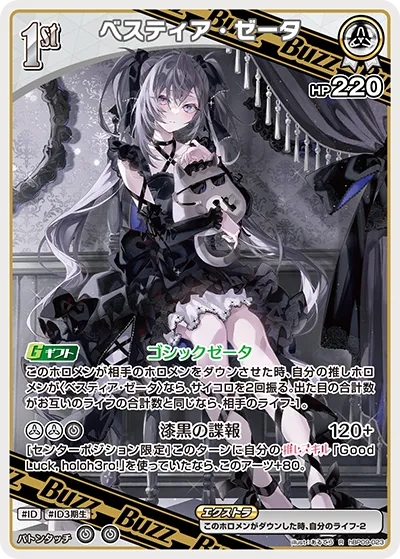 1st
ベスティア・ゼータ
HP220
Buzz Buzz Buzz
Gギフト ゴシックゼータ
このホロメンが相手のホロメンをダウンさせた時、自分の推しホロ
メンが〈ベスティア・ゼータ〉なら、サイコロを2回振る。出た目の合計数
がお互いのライフの合計数と同じなら、相手のライフ-1。
漆黒の諜報 120+
[センターポジション限定]このターンに自分の推しスキル「Good
Luck, holoh3ro!」を使っていたなら、このアーツ+80。
Buzz Buzz Buzz
#ID #ID3期生
エクストラ
このホロメンがダウンした時、自分のライフ-2
バトンタッチ